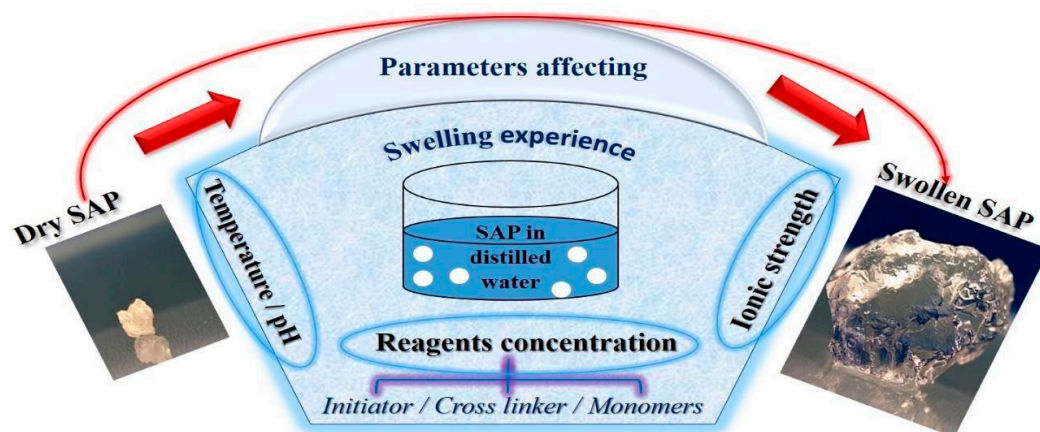 Parameters affecting
Swelling experience
Dry SAP
Temperature / pH
SAP in
distilled
water
Ionic strength
Swollen SAP
Reagents concentration
Initiator / Cross linker / Monomers